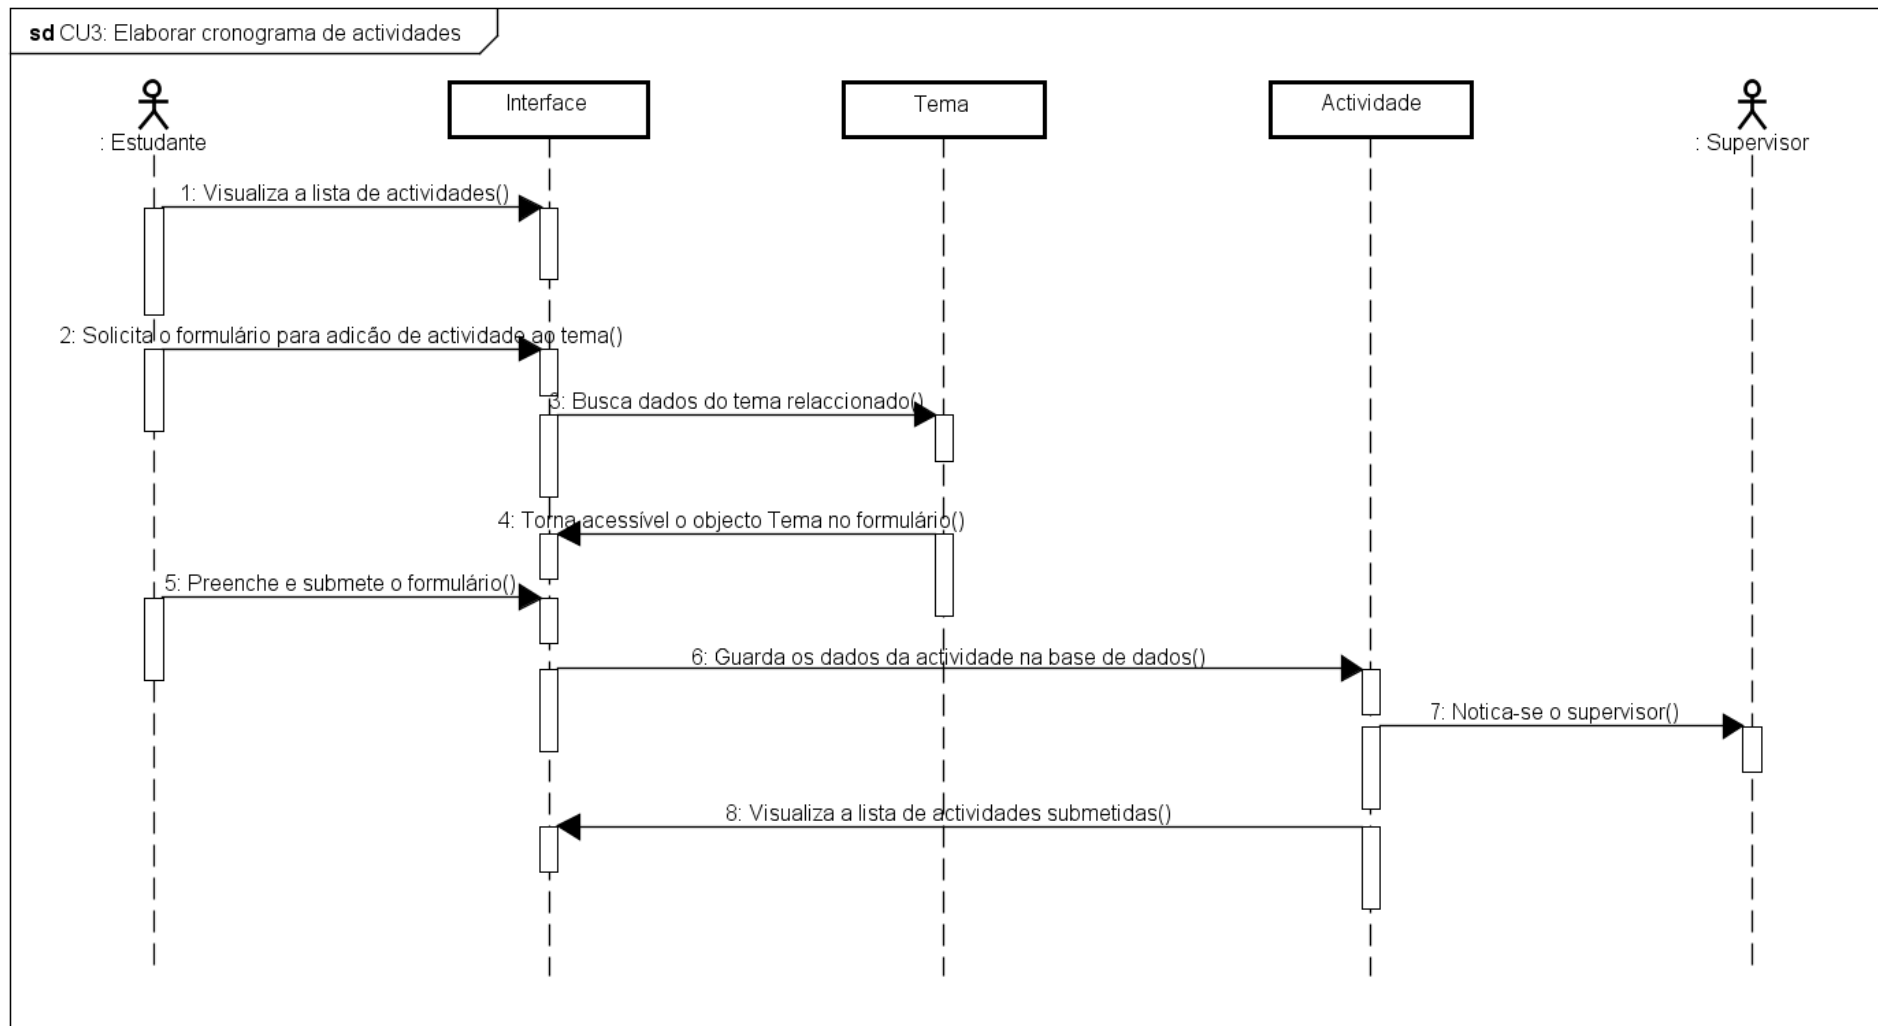 sd CU3: Elaborar cronograma de actividades
Interface
Tema
Actividade
: Estudante
: Supervisor
1: Visualiza a lista de actividades()
2: Solicita o formulário para adicão de actividade ao tema()
3: Busca dados do tema relaccionado()
4: Torna acessível o objecto Tema no formulário()
5: Preenche e submete o formulário()
6: Guarda os dados da actividade na base de dados()
7: Notica-se o supervisor()
8: Visualiza a lista de actividades submetidas()